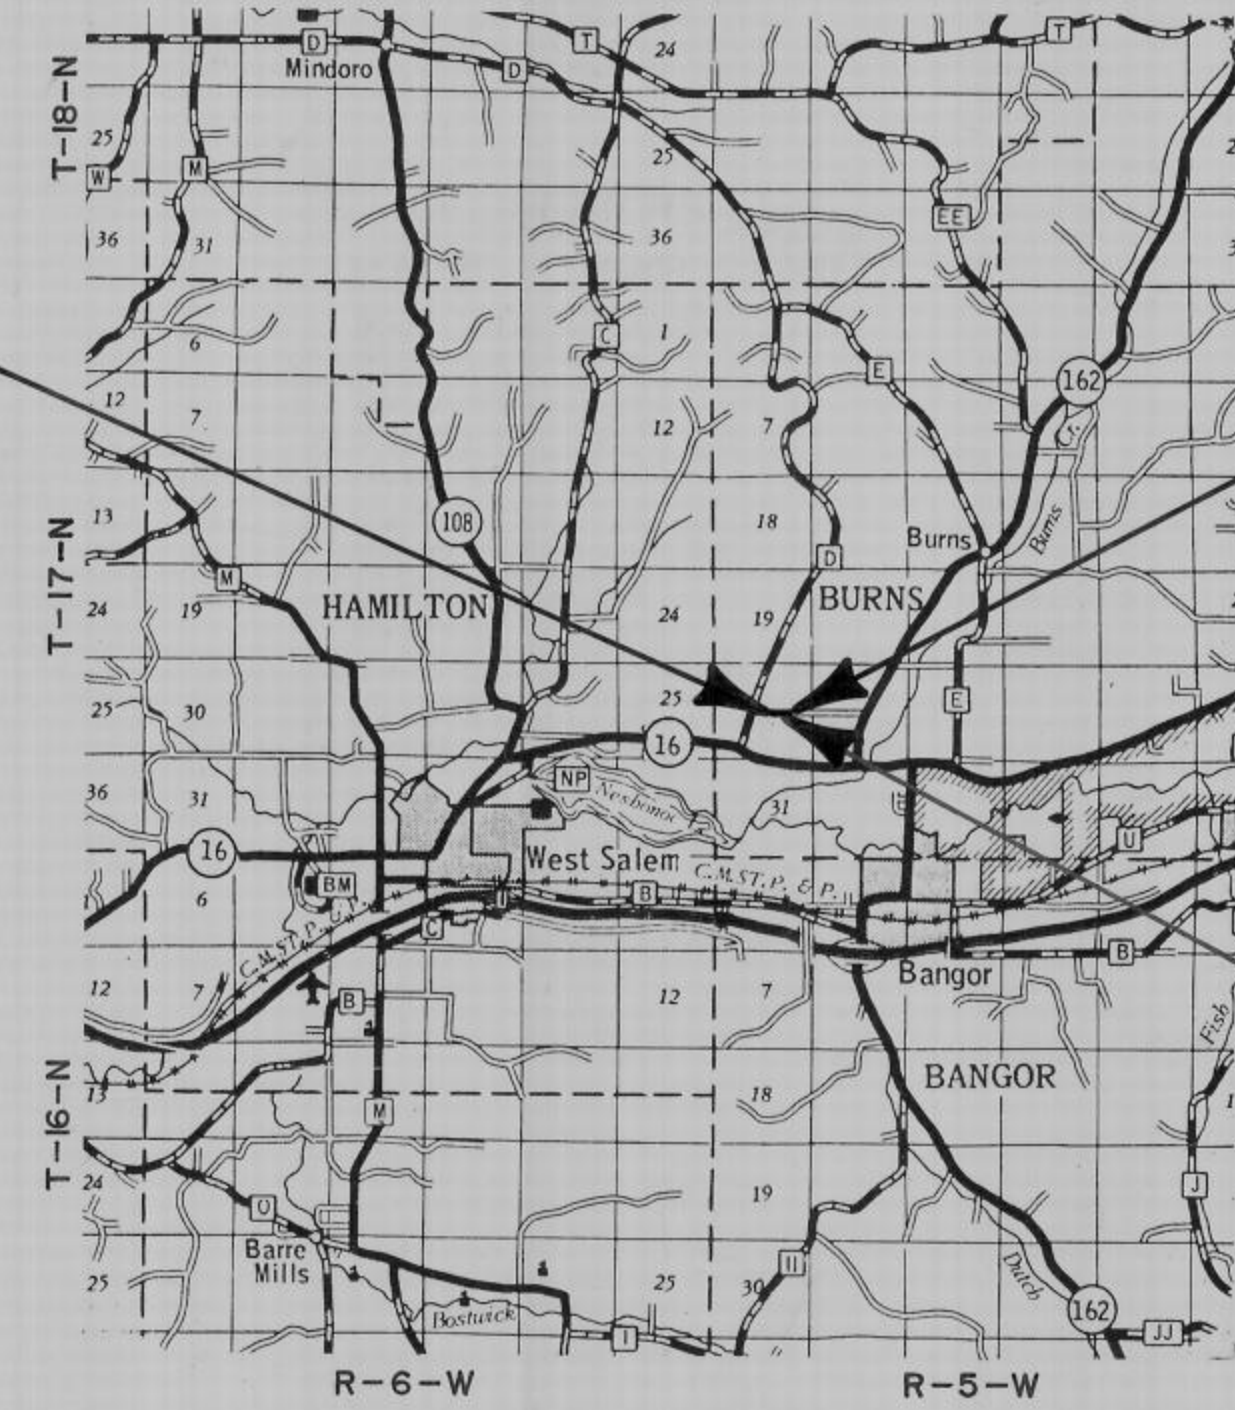 D
T
24
T
Mindoro
D
T-18-N
25
W
M
25
EE
36
31
36
C
1
6
E
162
12
7
12
7
Cr.
13
108
18
Burns
Burns
T-17-N
M
D
24
19
HAMILTON
24
19
BURNS
25
30
25
E
16
36
31
NP
Neshonoc
31
U
16
West Salem
C.M.ST.P. & P.
BM
6
B
C.M.ST.P.
C
Bangor
B
12
7
B
12
7
Fish
T-16-N
13
M
18
BANGOR
24
19
J
O
Barre
Mills
25
25
30
II
Dutch
162
Bostwick
I
JJ
R-6-W
R-5-W